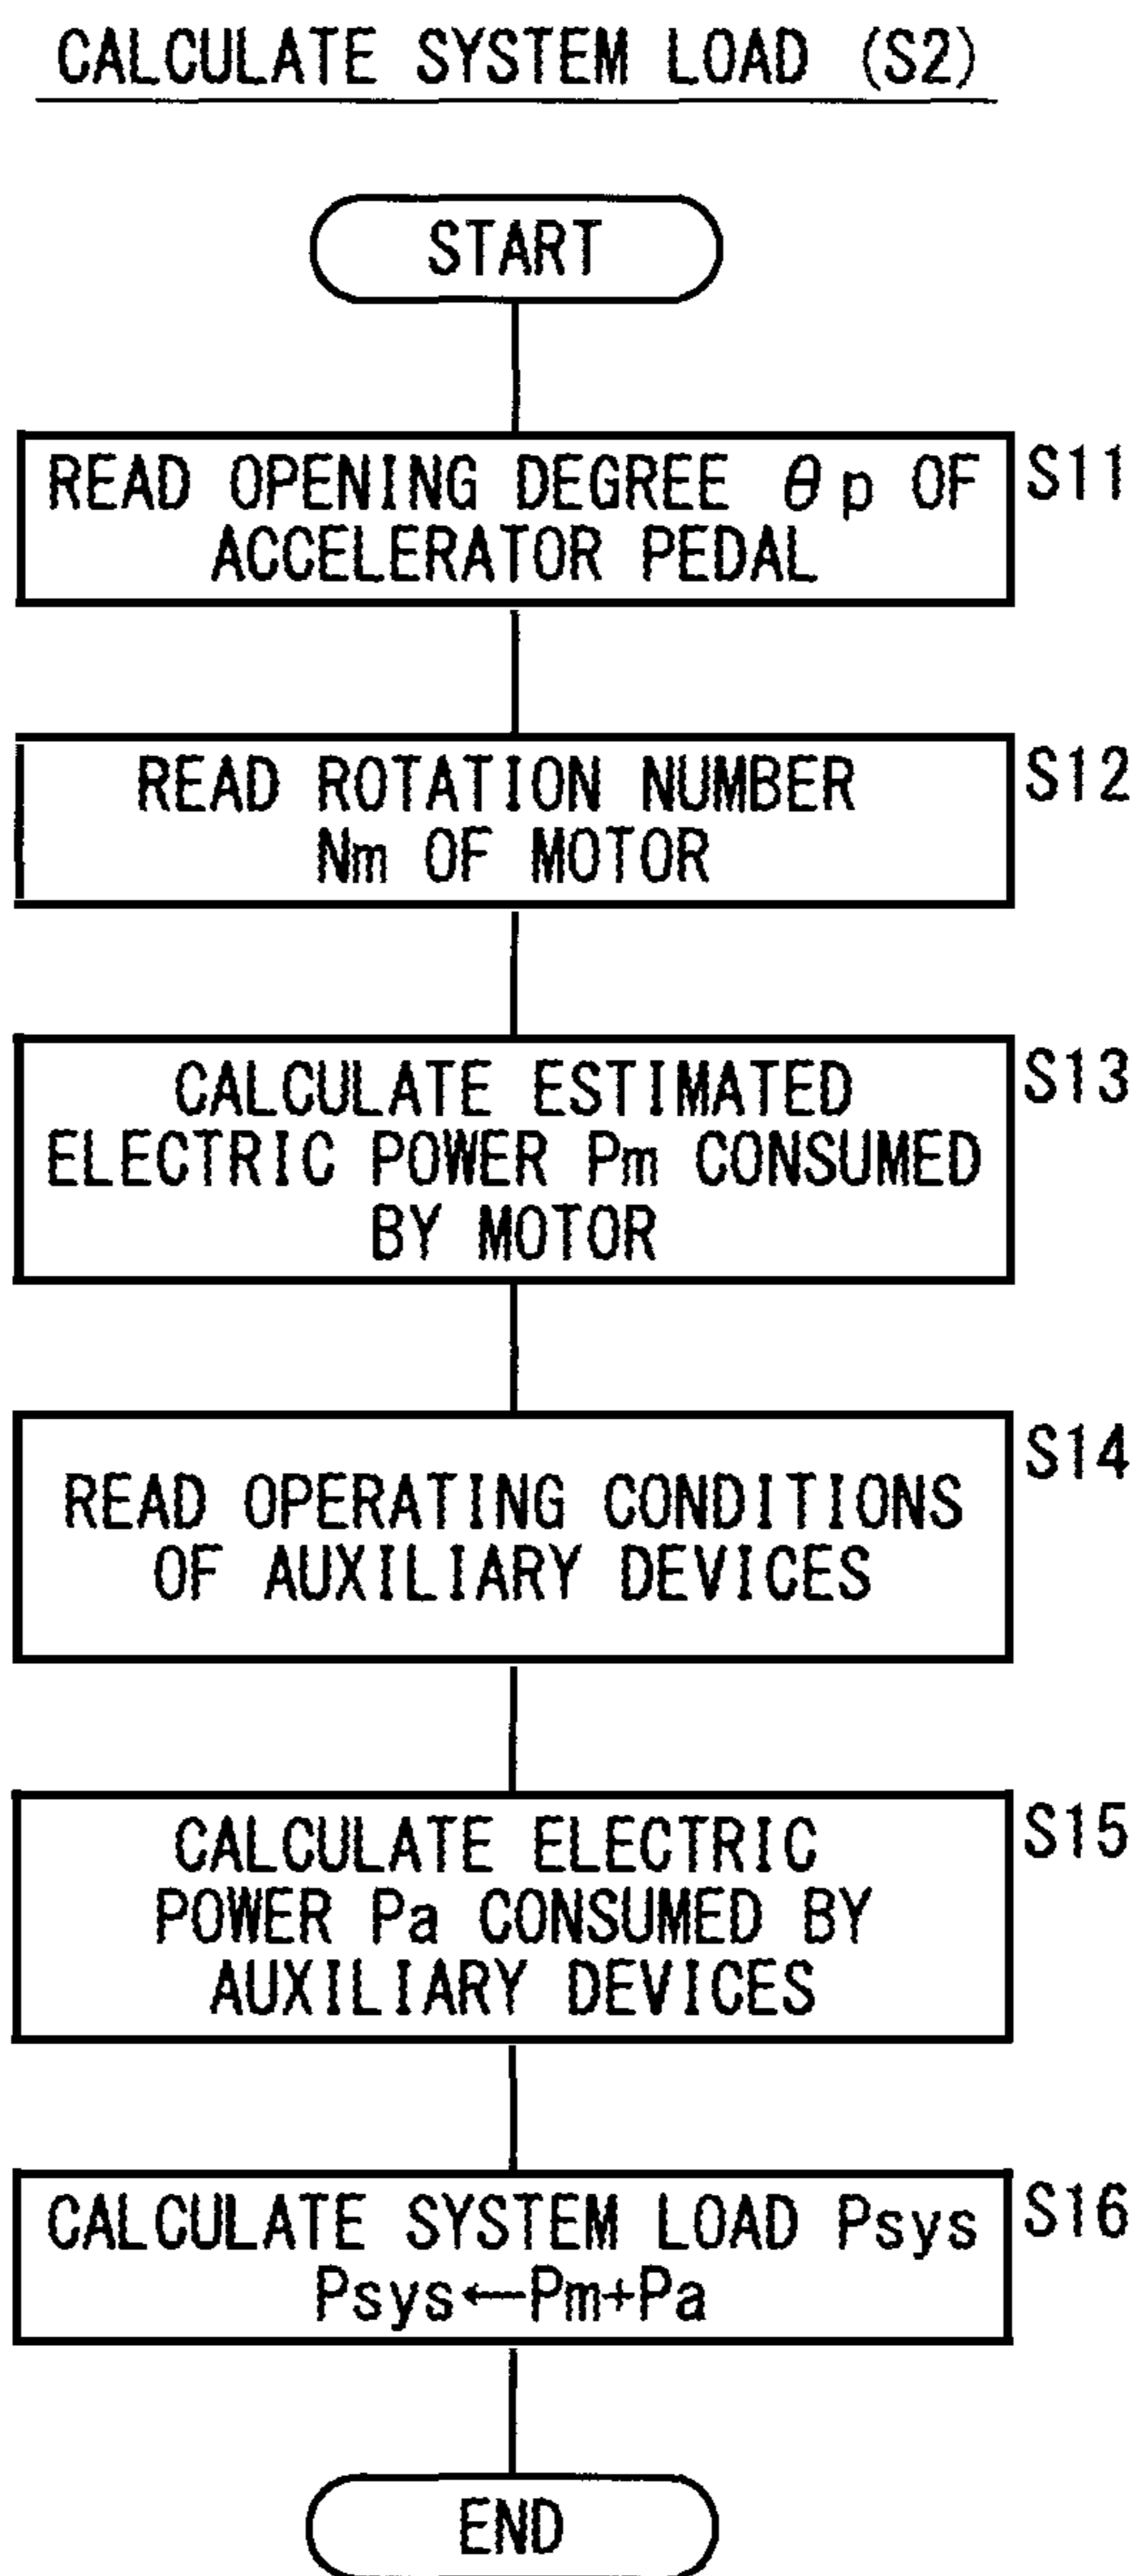 CALCULATE SYSTEM LOAD (S2)
START
READ OPENING DEGREE θp OF
ACCELERATOR PEDAL
S11
READ ROTATION NUMBER
Nm OF MOTOR
S12
CALCULATE ESTIMATED
ELECTRIC POWER Pm CONSUMED
BY MOTOR
S13
READ OPERATING CONDITIONS
OF AUXILIARY DEVICES
S14
CALCULATE ELECTRIC
POWER Pa CONSUMED BY
AUXILIARY DEVICES
S15
CALCULATE SYSTEM LOAD Psys
Psys←Pm+Pa
S16
END